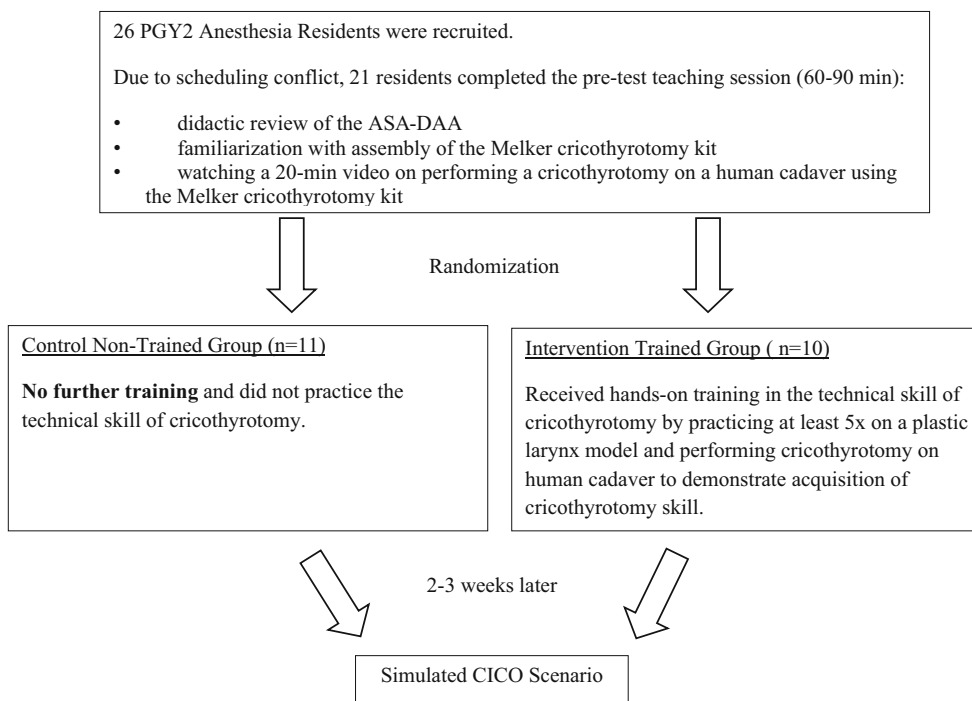 26 PGY2 Anesthesia Residents were recruited.
Due to scheduling conflict, 21 residents completed the pre-test teaching session (60-90 min):
• didactic review of the ASA-DAA
• familiarization with assembly of the Melker cricothyrotomy kit
• watching a 20-min video on performing a cricothyrotomy on a human cadaver using
the Melker cricothyrotomy kit
Randomization
Control Non-Trained Group (n=11)
No further training and did not practice the
technical skill of cricothyrotomy.
Intervention Trained Group ( n=10)
Received hands-on training in the technical skill of
cricothyrotomy by practicing at least 5x on a plastic
larynx model and performing cricothyrotomy on
human cadaver to demonstrate acquisition of
cricothyrotomy skill.
2-3 weeks later
Simulated CICO Scenario